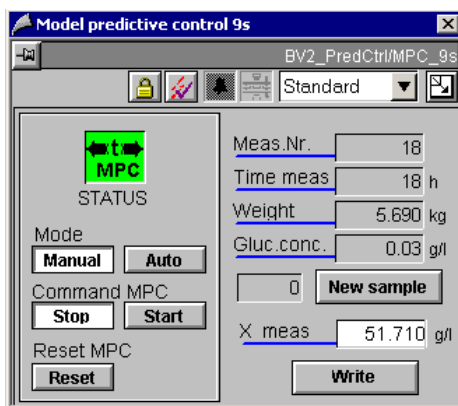 Model predictive control 9s
BV2_PredCtrl/MPC_9s
Standard
t
MPC
STATUS
Mode
Manual Auto
Command MPC
Stop Start
Reset MPC
Reset
Meas.Nr. 18
Time meas 18 h
Weight 5.690 kg
Gluc.conc. 0.03 g/l
0 New sample
X meas 51.710 g/l
Write